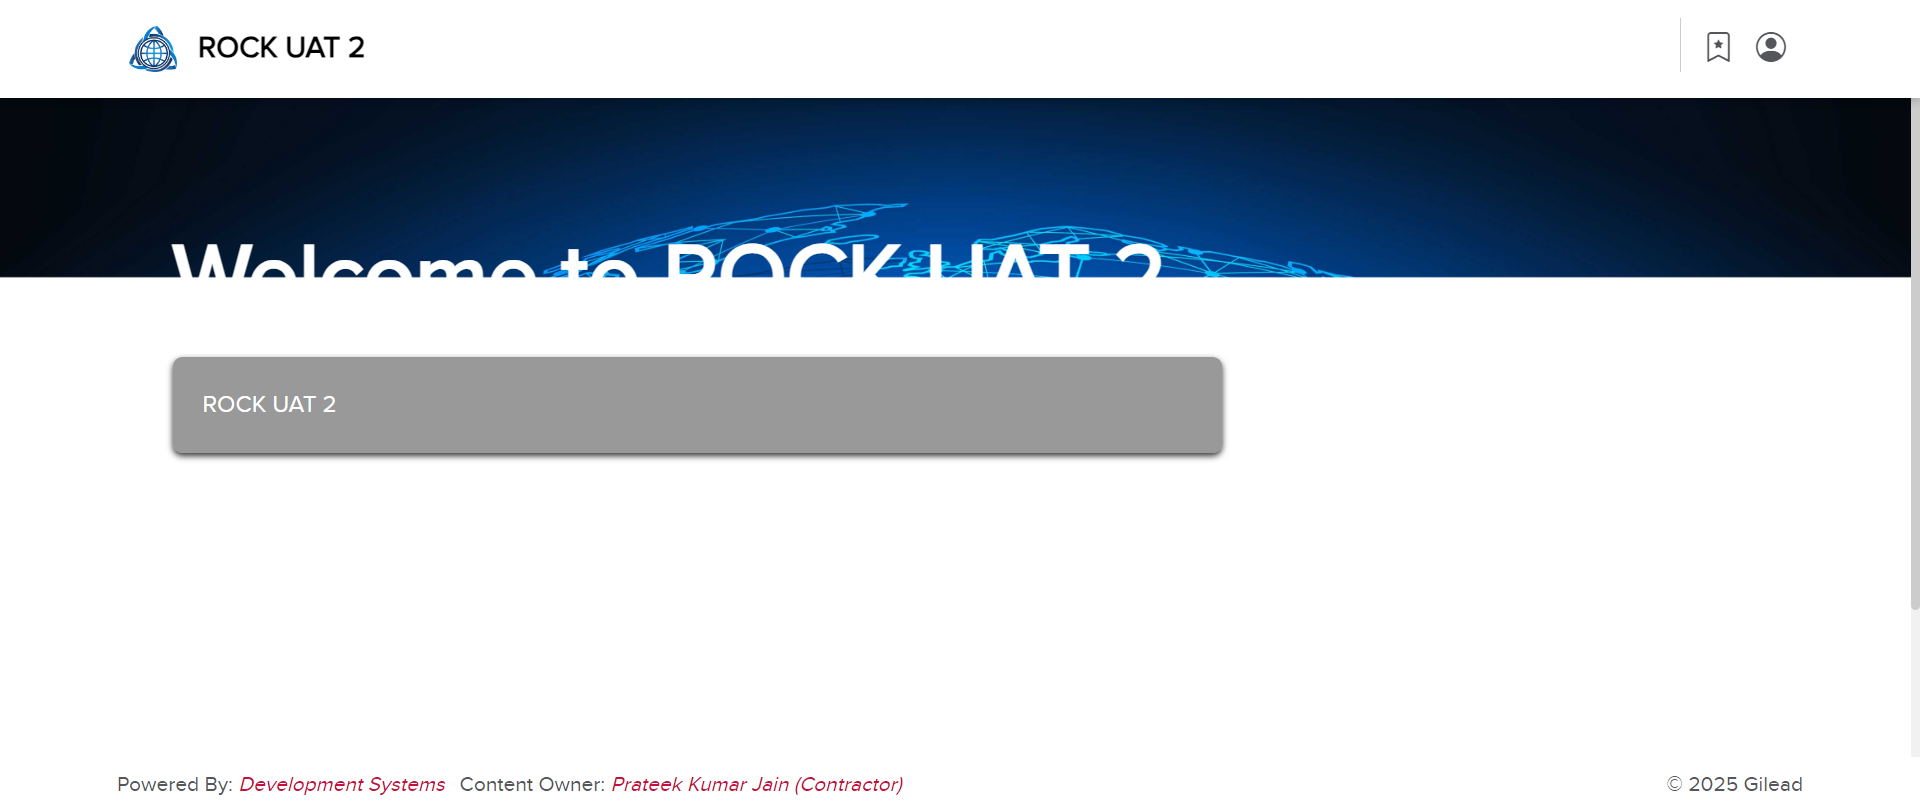 ROCK UAT 2
Welcome to ROCK UAT 2
ROCK UAT 2
Powered By: Development Systems Content Owner: Prateek Kumar Jain (Contractor)
© 2025 Gilead